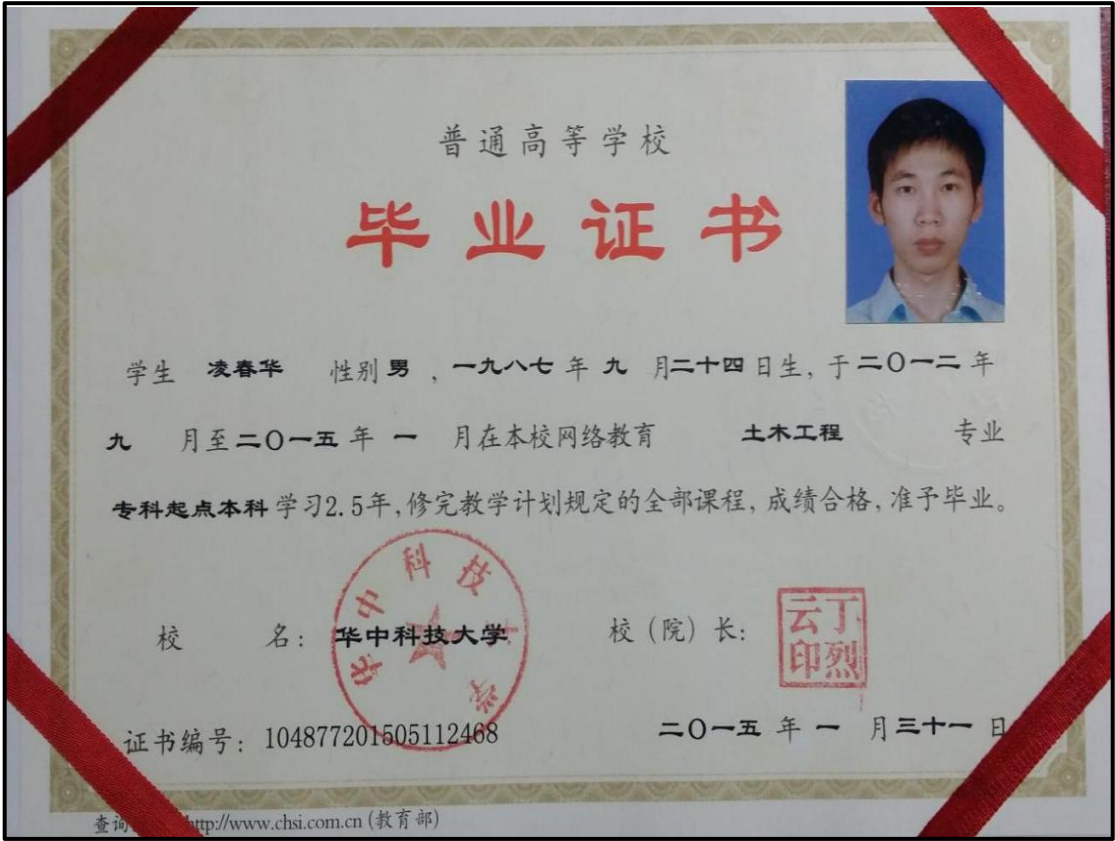 普通高等学校
毕业证书
学生 凌春华 性别 男 , 一九八七 年 九 月二十四日生, 于二〇一二年
九 月至二〇一五年 一 月在本校网络教育 土木工程 专业
专科起点本科 学习2.5年,修完教学计划规定的全部课程, 成绩合格, 准予毕业。
华中科技大学
校 名: 华中科技大学 校 (院) 长: 丁烈云印
证书编号: 104877201505112468 二〇一五 年 一 月三十一 日
查询 http://www.chsi.com.cn (教育部)